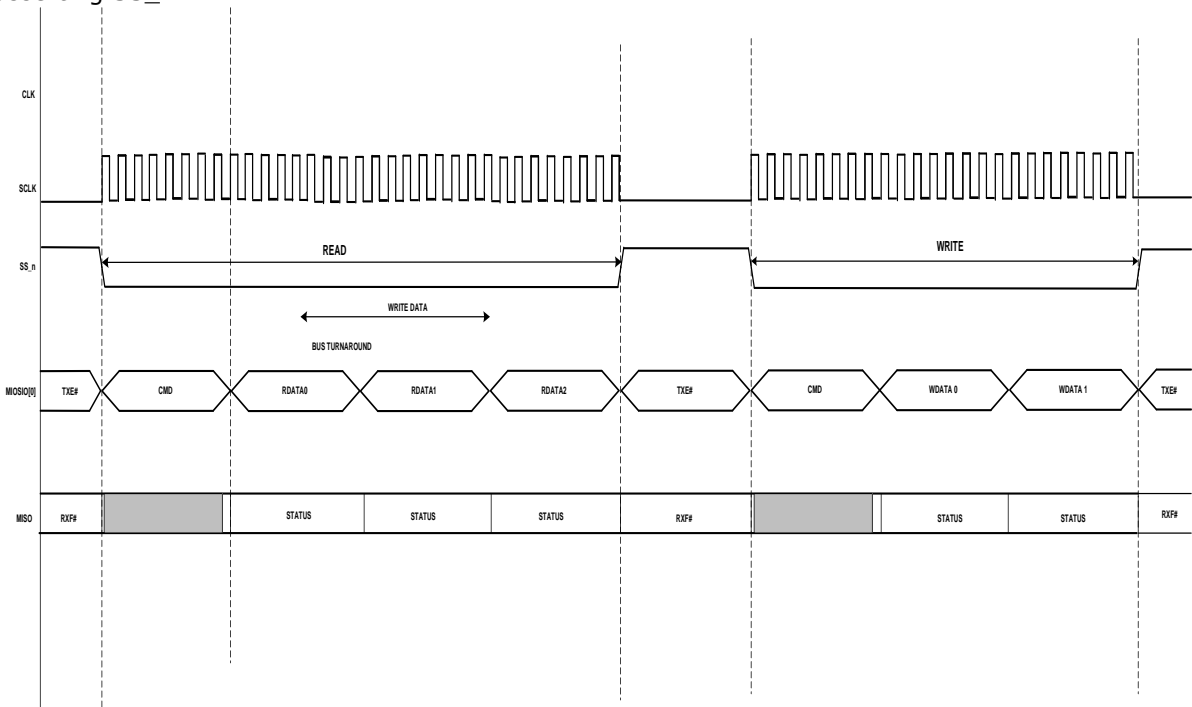 CLK
SCLK
READ
WRITE
SS_n
WRITE DATA
BUS TURNAROUND
MIOSIO[0] TXE# CMD RDATA0 RDATA1 RDATA2 TXE# CMD WDATA 0 WDATA 1 TXE#
MISO RXF# STATUS STATUS STATUS RXF# STATUS STATUS RXF#